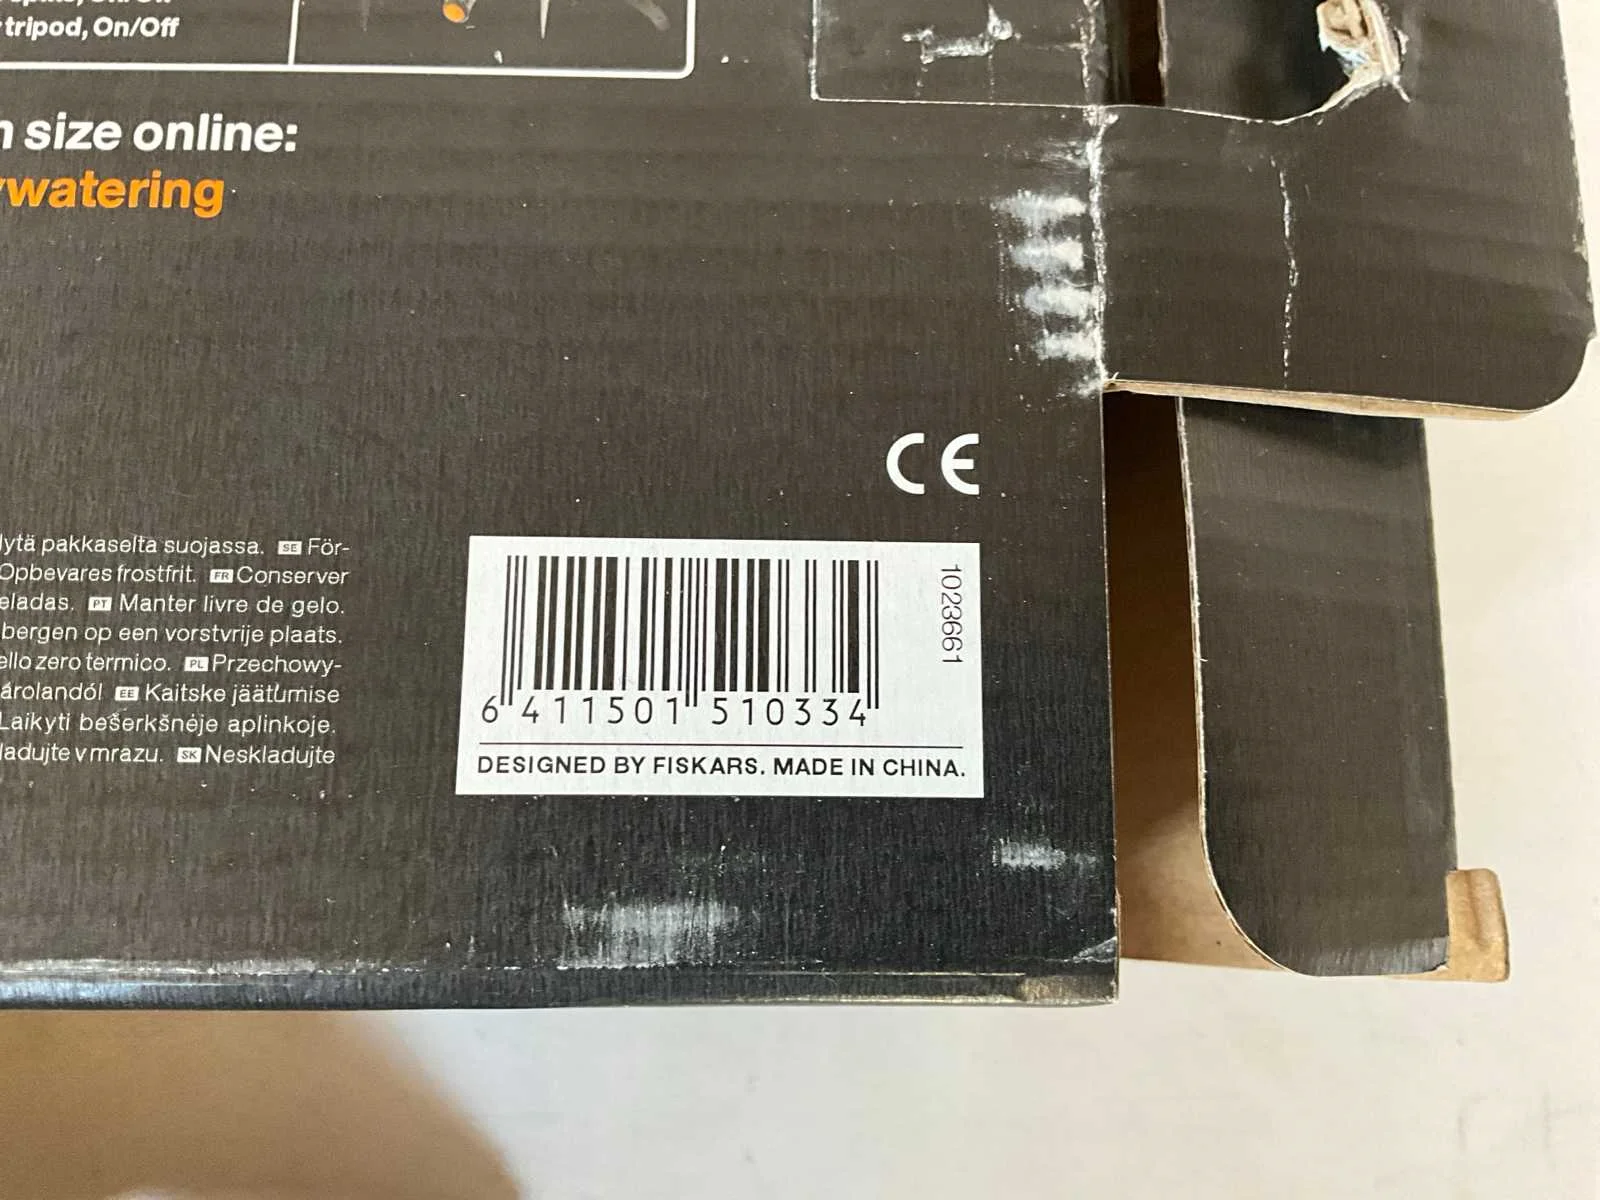 tripod, On/Off
size online:
watering
CE
pakkaselta suojassa. SE För-
Opbevares frostfrit. FR Conserver
eladas. PT Manter livre de gelo.
bergen op een vorstvrije plaats.
ello zero termico. PL Przechowy-
árolandól EE Kaitske jäätumise
Laikyti bešerkšnėje aplinkoje.
ladujte v mrazu. SK Neskladujte
1023661
6 411501 510334
DESIGNED BY FISKARS. MADE IN CHINA.